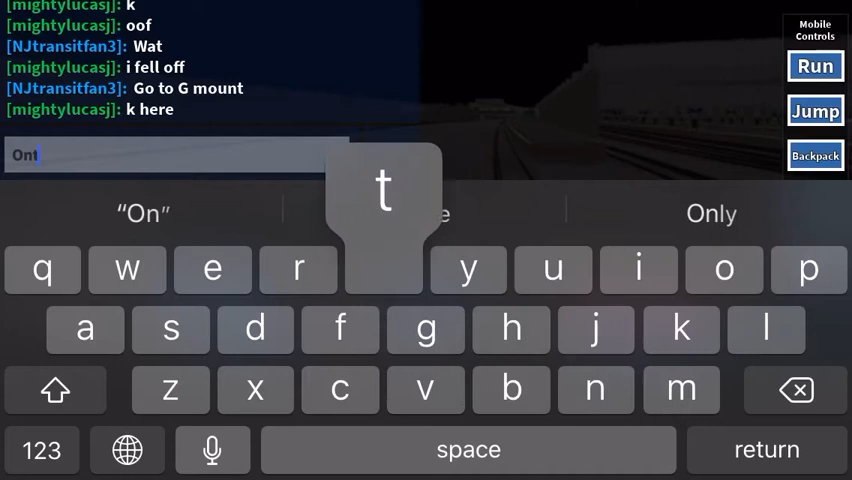 [mightylucasj]: k
[mightylucasj]: oof
[NJtransitfan3]: Wat
[mightylucasj]: i fell off
[NJtransitfan3]: Go to G mount
[mightylucasj]: k here
Mobile
Controls
Run
Jump
Backpack
Ont
t
“On” e Only
q w e r y u i o p
a s d f g h j k l
z x c v b n m
123 space return